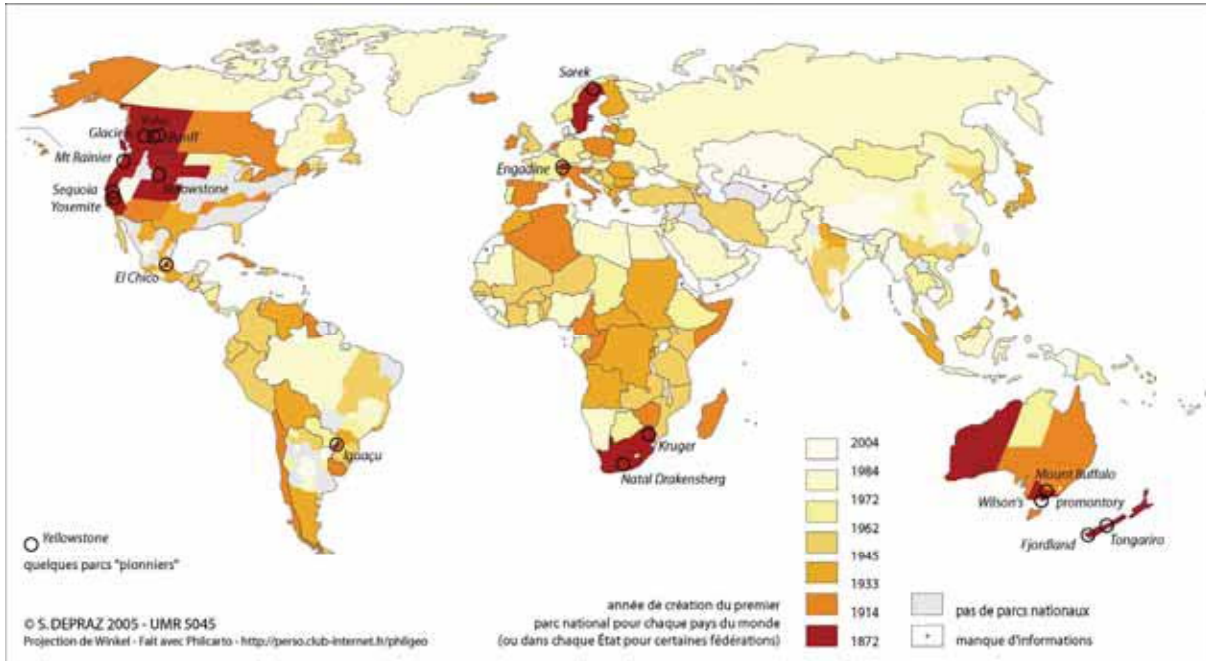 Sarek
Glacier
Banff
Mt Rainier
Sequoia
Yosemite
Yellowstone
Engadine
El Chico
Iguaçu
Kruger
Natal Drakensberg
Mount Buffalo
Wilson's promontory
Fjordland
Tongariro
Yellowstone
quelques parcs "pionniers"
2004
1984
1972
1962
1945
1933
1914
1872
année de création du premier
parc national pour chaque pays du monde
(ou dans chaque État pour certaines fédérations)
pas de parcs nationaux
manque d'informations
© S. DEPRAZ 2005 - UMR 5045
Projection de Winkel - Fait avec Philcarto - http://perso.club-internet.fr/philgeo